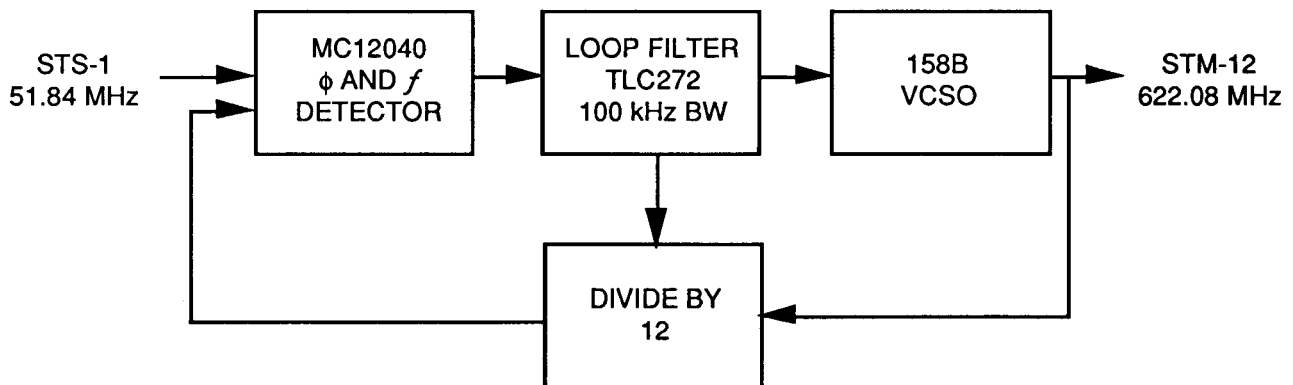 STS-1
51.84 MHz
MC12040
ϕ AND f
DETECTOR
LOOP FILTER
TLC272
100 kHz BW
158B
VCSO
STM-12
622.08 MHz
DIVIDE BY
12